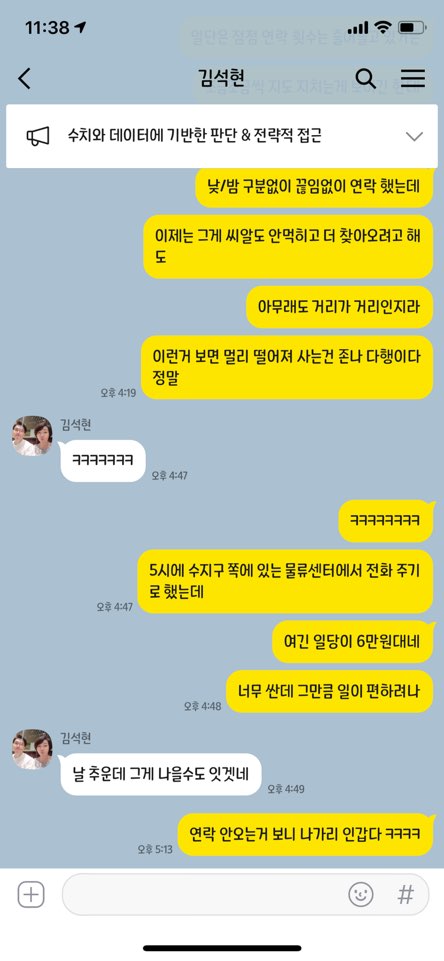 11:38
일단은 점점 연락 횟수는
김석현
수치와 데이터에 기반한 판단 & 전략적 접근
낮/밤 구분없이 끊임없이 연락 했는데
이제는 그게 씨알도 안먹히고 더 찾아오려고 해
도
아무래도 거리가 거리인지라
이런거 보면 멀리 떨어져 사는건 존나 다행이다
정말
오후 4:19
김석현
ㅋㅋㅋㅋㅋㅋㅋ
오후 4:47
ㅋㅋㅋㅋㅋㅋㅋㅋ
5시에 수지구 쪽에 있는 물류센터에서 전화 주기
로 했는데
오후 4:47
여긴 일당이 6만원대네
너무 싼데 그만큼 일이 편하려나
오후 4:48
김석현
날 추운데 그게 나을수도 잇겟네
오후 4:49
연락 안오는거 보니 나가리 인갑다 ㅋㅋㅋㅋ
오후 5:13
#